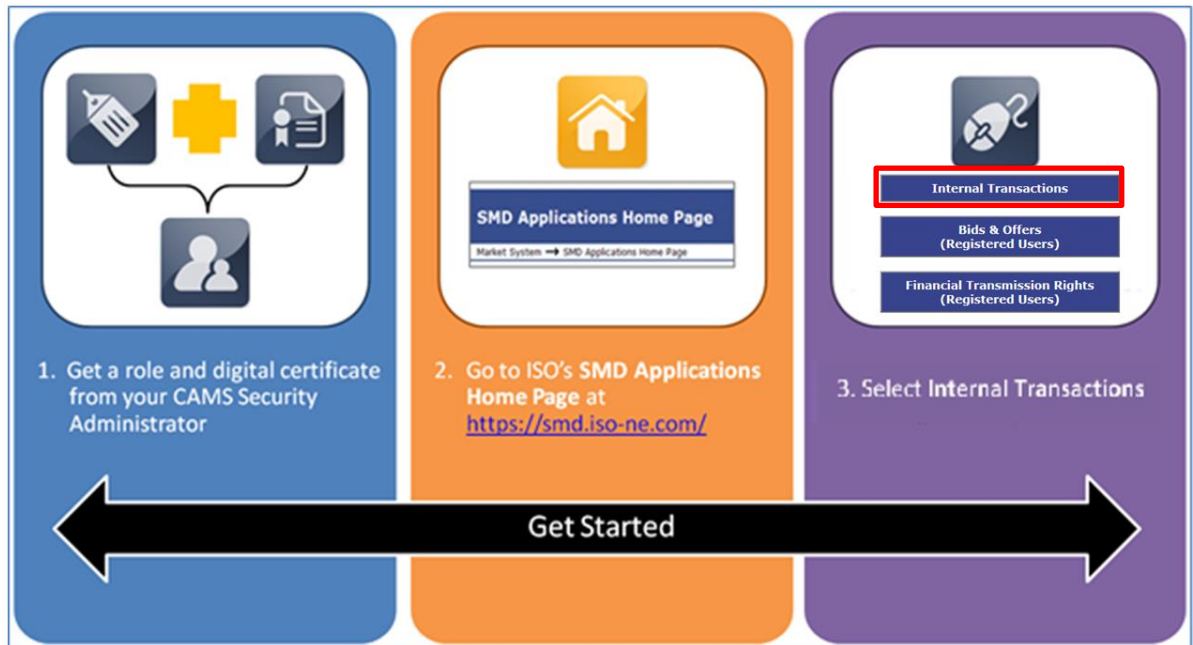 SMD Applications Home Page
Market System ➞ SMD Applications Home Page
Internal Transactions
Bids & Offers
(Registered Users)
Financial Transmission Rights
(Registered Users)
1. Get a role and digital certificate
from your CAMS Security
Administrator
2. Go to ISO's SMD Applications
Home Page at
https://smd.iso-ne.com/
3. Select Internal Transactions
Get Started